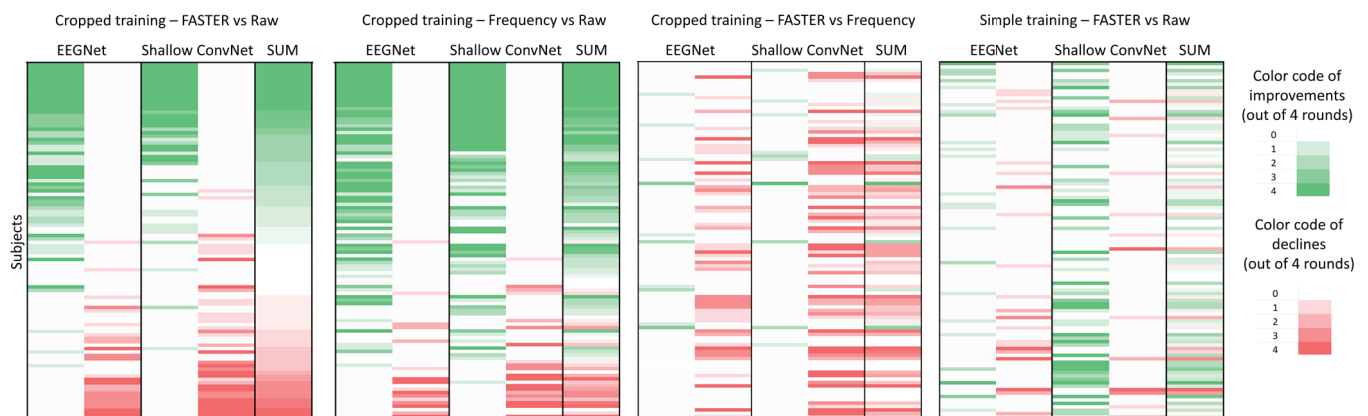 Cropped training – FASTER vs Raw
EEGNet Shallow ConvNet SUM
Cropped training – Frequency vs Raw
EEGNet Shallow ConvNet SUM
Cropped training – FASTER vs Frequency
EEGNet Shallow ConvNet SUM
Simple training – FASTER vs Raw
EEGNet Shallow ConvNet SUM
Subjects
Color code of
improvements
(out of 4 rounds)
0
1
2
3
4
Color code of
declines
(out of 4 rounds)
0
1
2
3
4